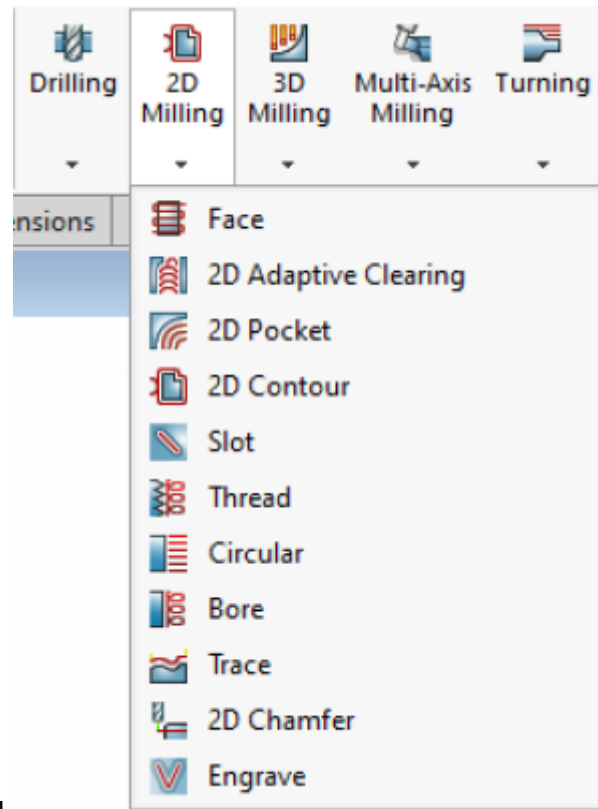 Drilling
2D
Milling
3D
Milling
Multi-Axis
Milling
Turning
ensions
Face
2D Adaptive Clearing
2D Pocket
2D Contour
Slot
Thread
Circular
Bore
Trace
2D Chamfer
Engrave